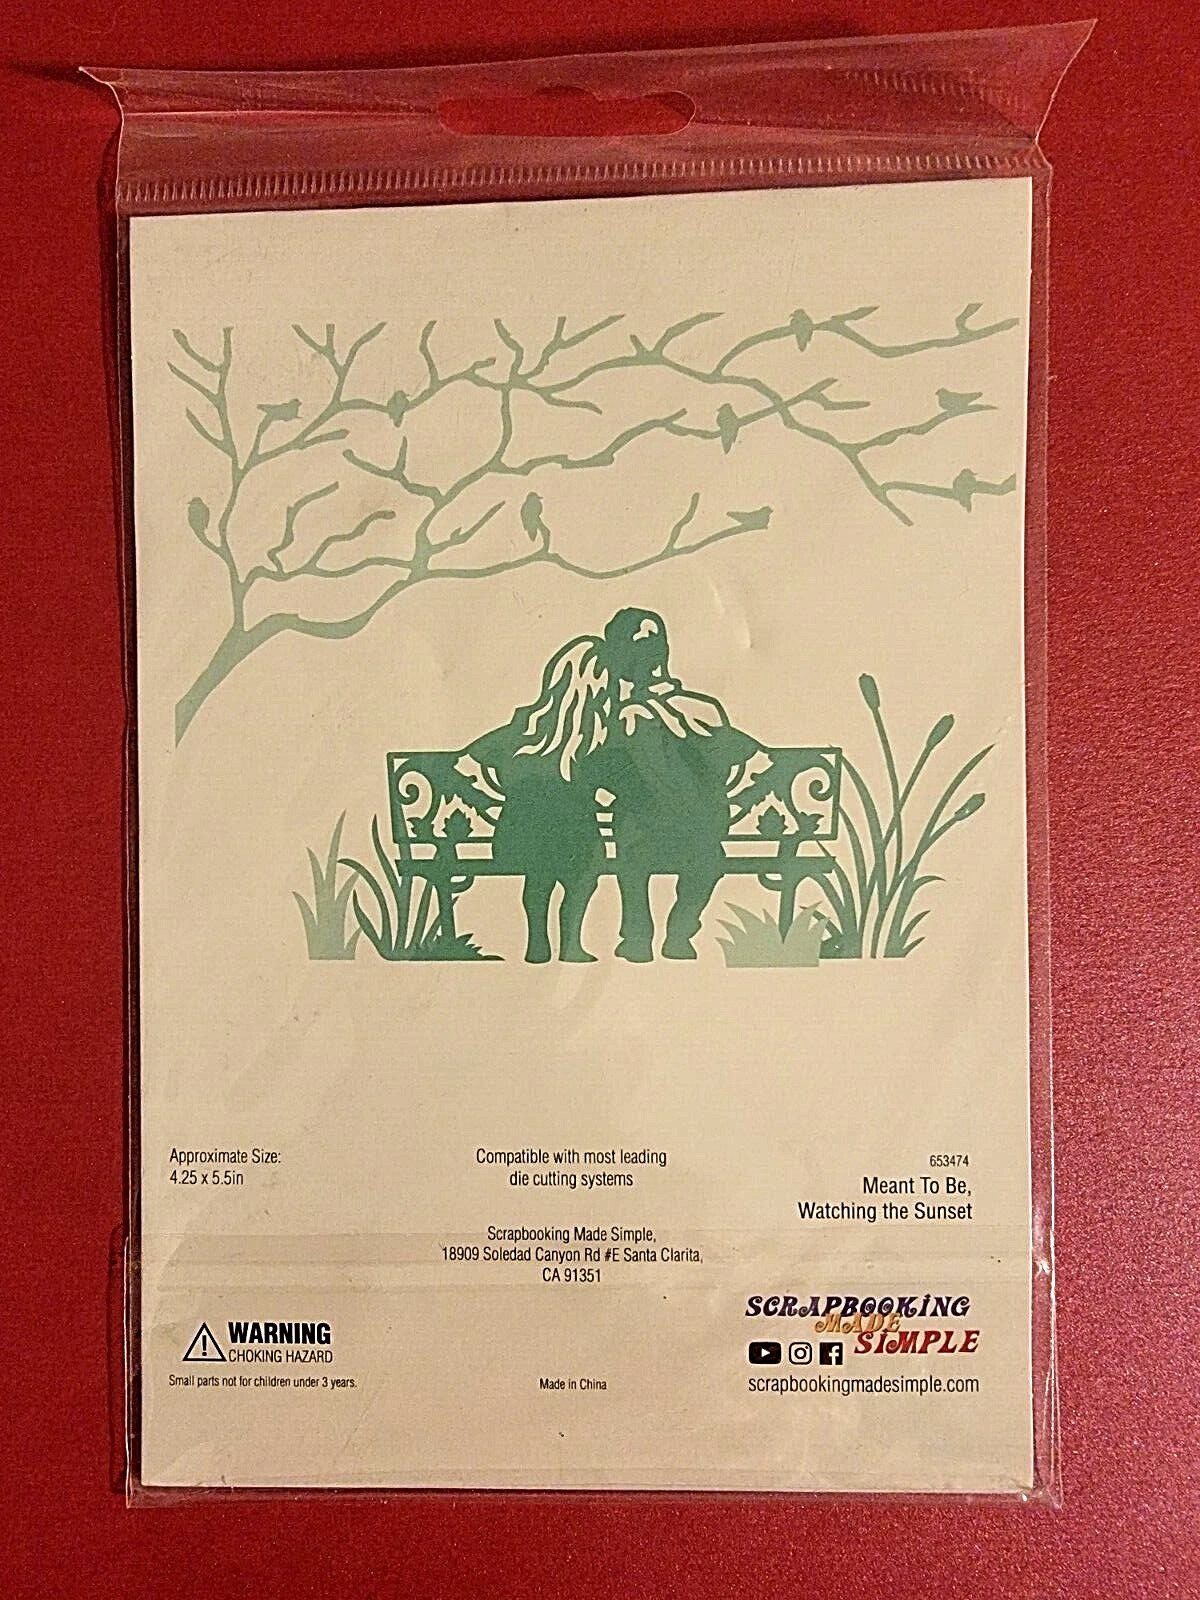 Approximate Size:
4.25 x 5.5in
Compatible with most leading
die cutting systems
653474
Meant To Be,
Watching the Sunset
Scrapbooking Made Simple,
18909 Soledad Canyon Rd #E Santa Clarita,
CA 91351
WARNING
CHOKING HAZARD
Small parts not for children under 3 years.
Made in China
SCRAPBOOKING
MADE
SIMPLE
scrapbookingmadesimple.com